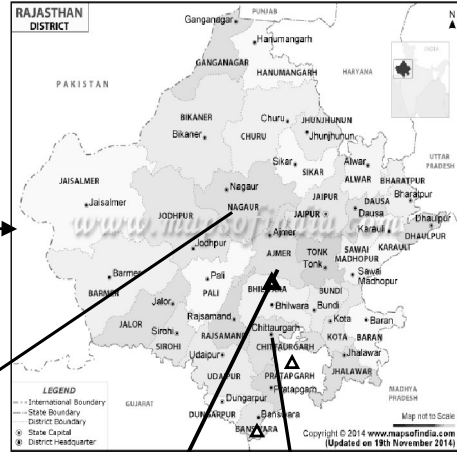 RAJASTHAN
DISTRICT
PUNJAB
N
Ganganagar
Hanumangarh
GANGANAGAR
HANUMANGARH
HARYANA
INDIA
PAKISTAN
BIKANER
Bikaner
Churu
CHURU
JHUNJHUNUN
Jhunjhunun
UTTAR
PRADESH
Sikar
SIKAR
Alwar
ALWAR
BHARATPUR
Bharatpur
JAISALMER
Jaisalmer
Nagaur
NAGAUR
JODHPUR
JAIPUR
JAIPUR
DAUSA
Dausa
Dhaulpur
DHAULPUR
Karauli
KARAULI
www.mapsofindia.com
Ajmer
AJMER
Jodhpur
TONK
Tonk
SAWAI
MADHOPUR
Sawai
Madhopur
Barmer
BARMER
Pali
PALI
BHILWARA
Bhilwara
BUNDI
Bundi
Jalor
JALOR
Rajsamand
RAJSAMAND
Kota
KOTA
Baran
BARAN
Sirohi
SIROHI
Chittaurgarh
CHITTAURGARH
Udaipur
UDAIPUR
Jhalawar
JHALAWAR
PRATAPGARH
Pratapgarh
Dungarpur
DUNGARPUR
Banswara
BANSWARA
GUJARAT
MADHYA
PRADESH
LEGEND
International Boundary
State Boundary
District Boundary
State Capital
District Headquarter
Map not to Scale
Copyright © 2014 www.mapsofindia.com
(Updated on 19th November 2014)